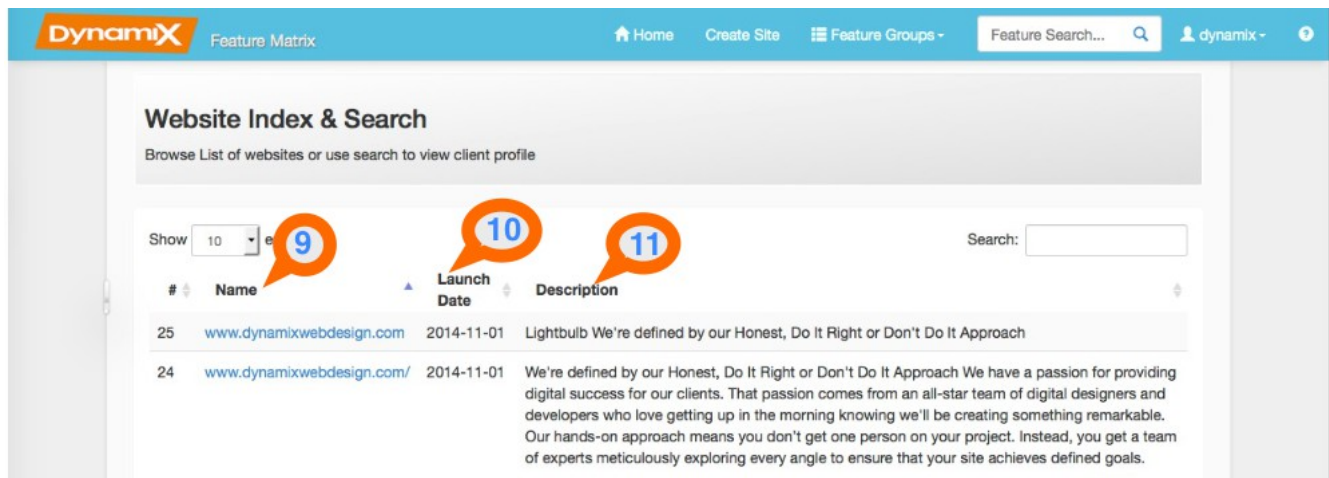 DynamiX Feature Matrix Home Create Site Feature Groups Feature Search... dynamix ?
Website Index & Search
Browse List of websites or use search to view client profile
Show 10 e 9 10 11 Search:
# Name Launch Date Description
25 www.dynamixwebdesign.com 2014-11-01 Lightbulb We're defined by our Honest, Do It Right or Don't Do It Approach
24 www.dynamixwebdesign.com/ 2014-11-01 We're defined by our Honest, Do It Right or Don't Do It Approach We have a passion for providing
digital success for our clients. That passion comes from an all-star team of digital designers and
developers who love getting up in the morning knowing we'll be creating something remarkable.
Our hands-on approach means you don't get one person on your project. Instead, you get a team
of experts meticulously exploring every angle to ensure that your site achieves defined goals.